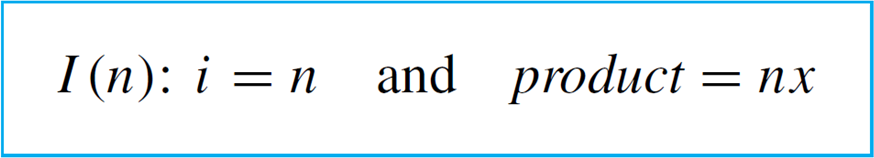 I(n): i = n and product = nx